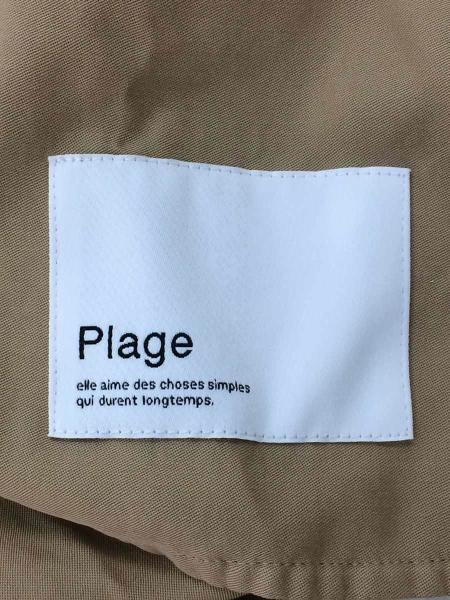 Plage
elle aime des choses simples
qui durent longtemps.